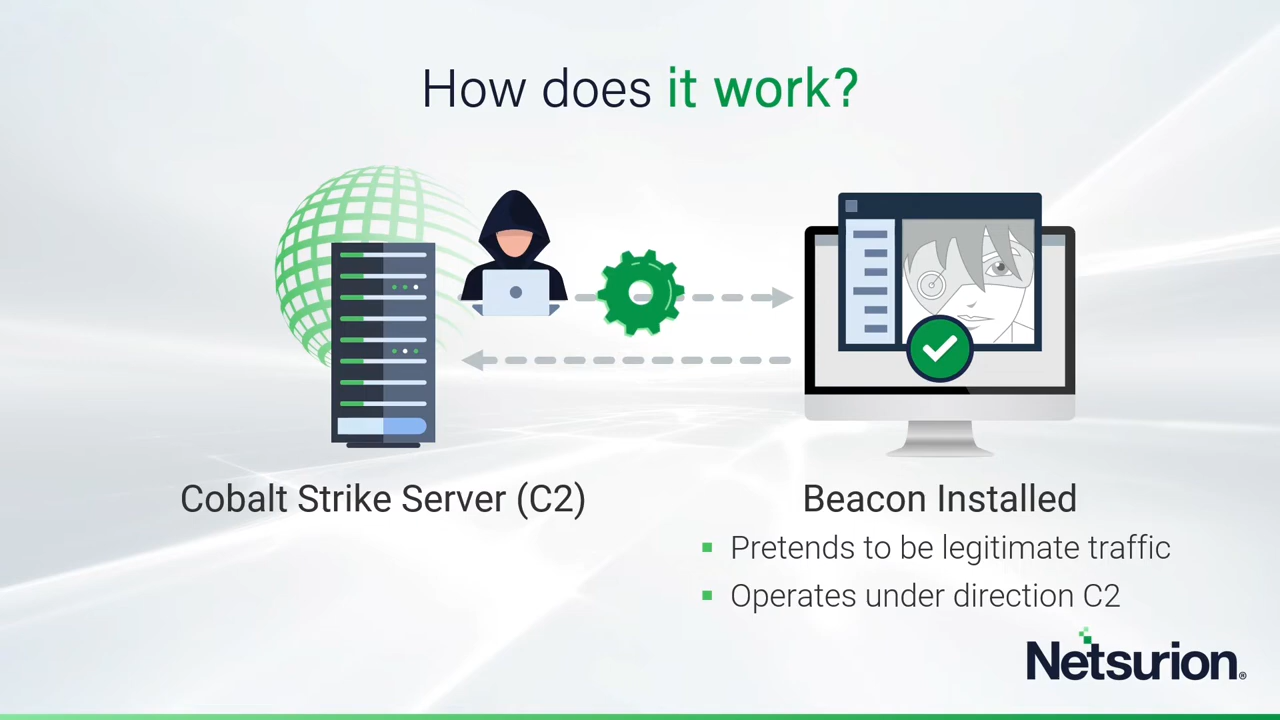 How does it work?
Cobalt Strike Server (C2)
Beacon Installed
Pretends to be legitimate traffic
Operates under direction C2
Netsurion®